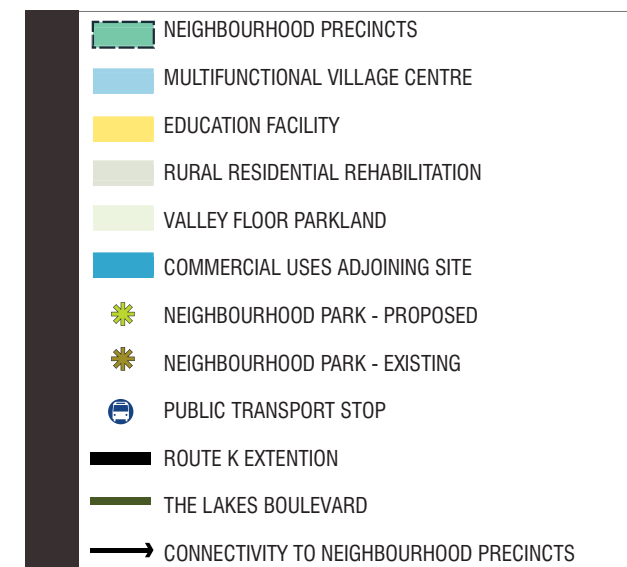 NEIGHBOURHOOD PRECINCTS
MULTIFUNCTIONAL VILLAGE CENTRE
EDUCATION FACILITY
RURAL RESIDENTIAL REHABILITATION
VALLEY FLOOR PARKLAND
COMMERCIAL USES ADJOINING SITE
NEIGHBOURHOOD PARK - PROPOSED
NEIGHBOURHOOD PARK - EXISTING
PUBLIC TRANSPORT STOP
ROUTE K EXTENTION
THE LAKES BOULEVARD
CONNECTIVITY TO NEIGHBOURHOOD PRECINCTS